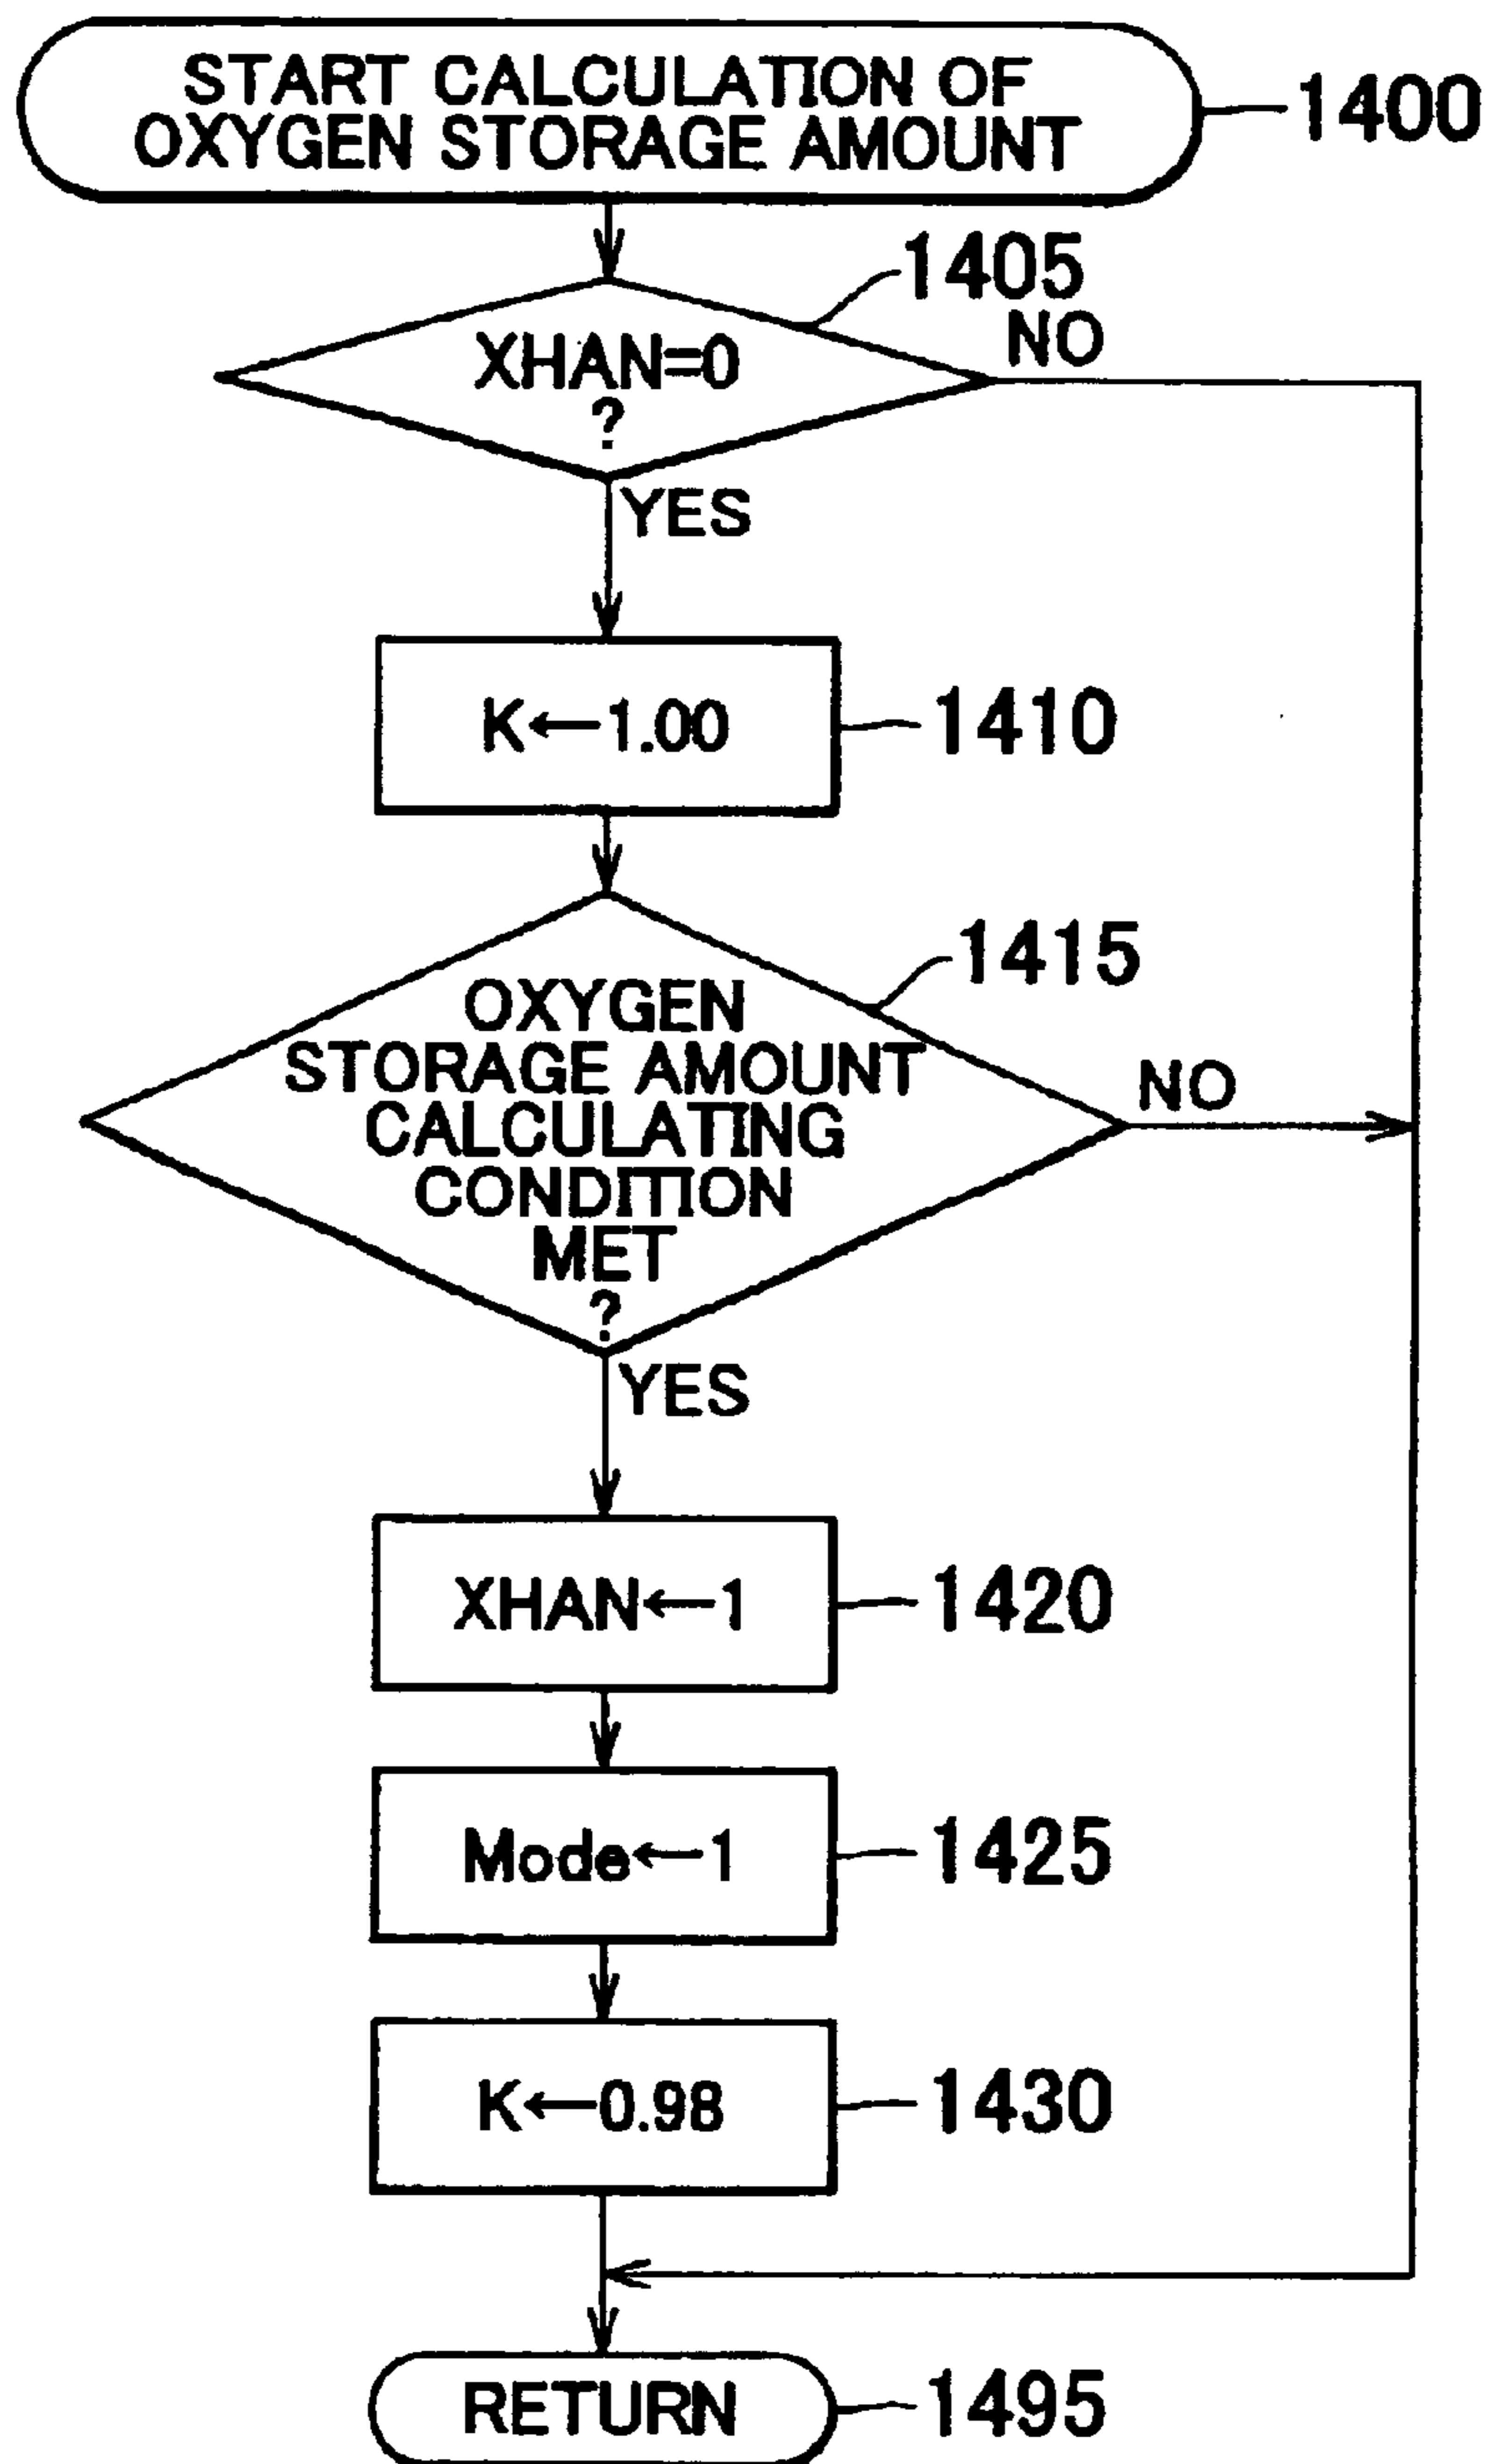 START CALCULATION OF
OXYGEN STORAGE AMOUNT
1400
1405
XHAN=0
?
NO
YES
K←1.00
1410
1415
OXYGEN
STORAGE AMOUNT
CALCULATING
CONDITION
MET
?
NO
YES
XHAN←1
1420
Mode←1
1425
K←0.98
1430
RETURN
1495